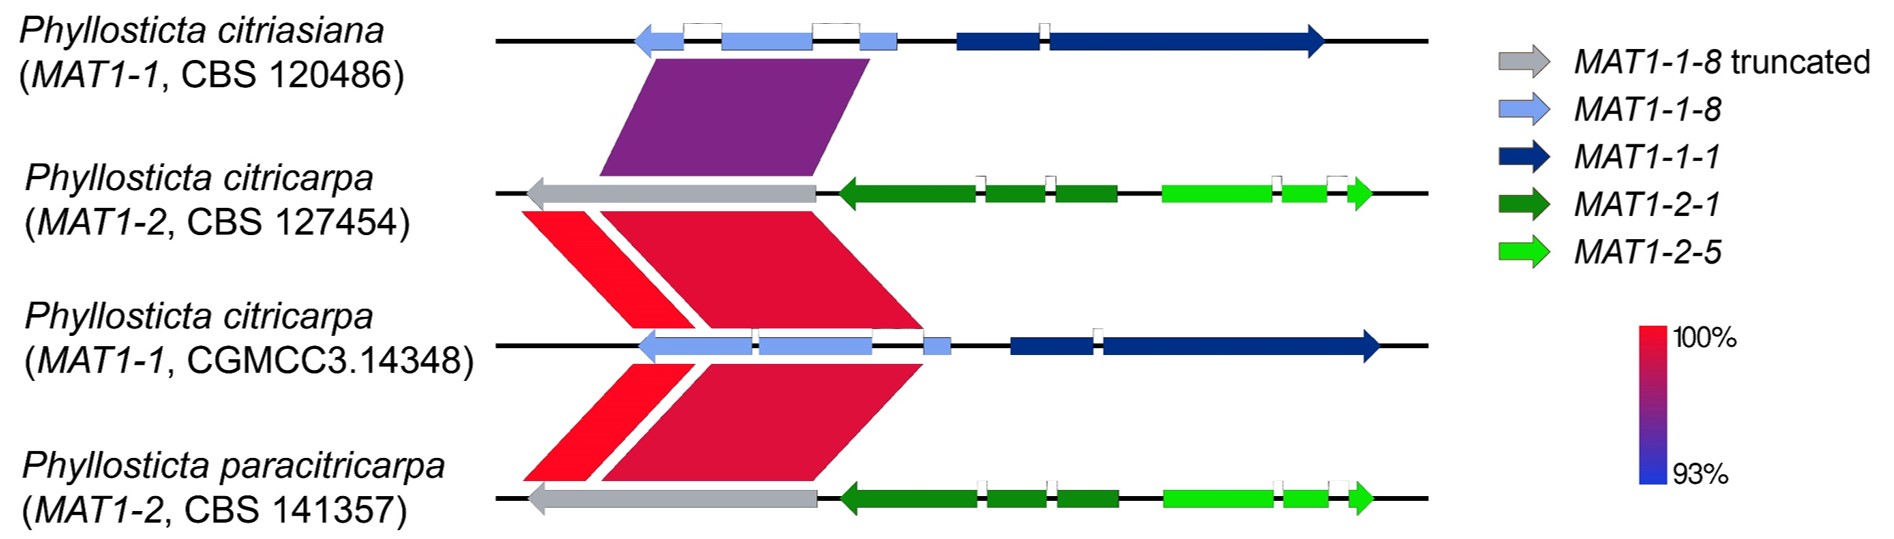 Phyllosticta citriasiana
(MAT1-1, CBS 120486)
Phyllosticta citricarpa
(MAT1-2, CBS 127454)
Phyllosticta citricarpa
(MAT1-1, CGMCC3.14348)
Phyllosticta paracitricarpa
(MAT1-2, CBS 141357)
MAT1-1-8 truncated
MAT1-1-8
MAT1-1-1
MAT1-2-1
MAT1-2-5
100%
93%